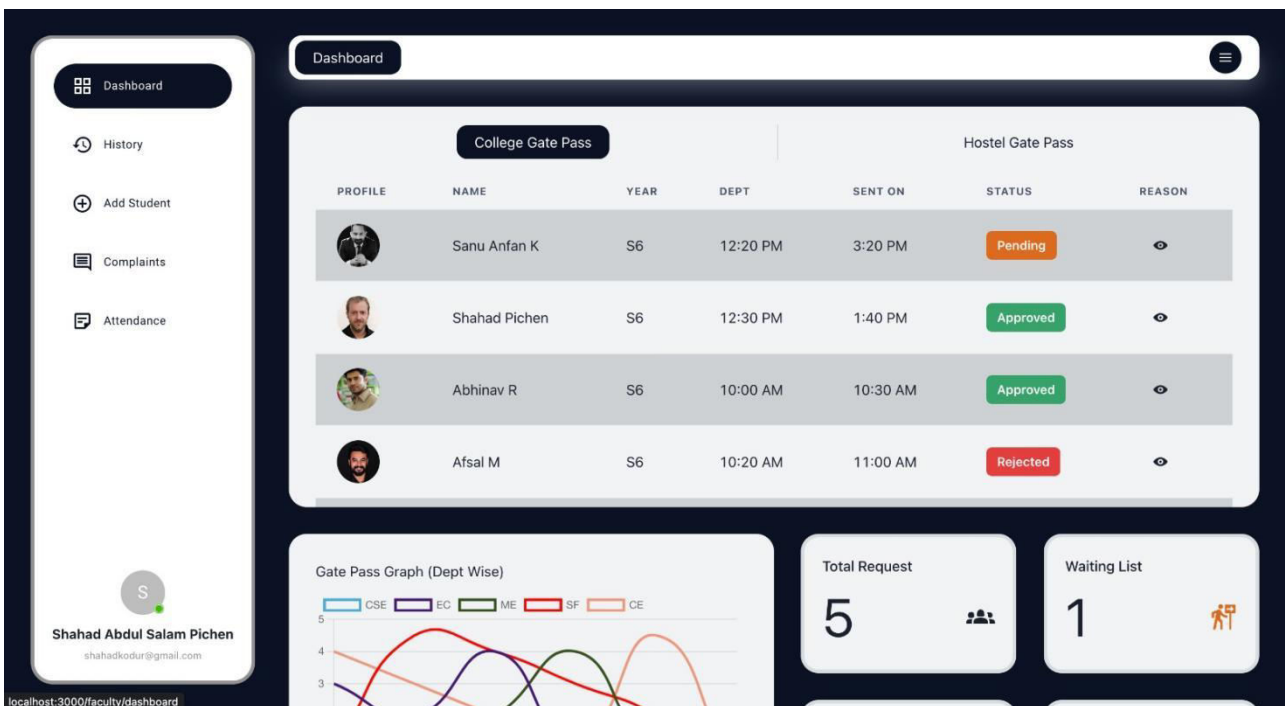 Dashboard
History
Add Student
Complaints
Attendance
S
Shahad Abdul Salam Pichen
shahadkodur@gmail.com
localhost:3000/faculty/dashboard
Dashboard
College Gate Pass Hostel Gate Pass
PROFILE NAME YEAR DEPT SENT ON STATUS REASON
Sanu Anfan K S6 12:20 PM 3:20 PM Pending
Shahad Pichen S6 12:30 PM 1:40 PM Approved
Abhinav R S6 10:00 AM 10:30 AM Approved
Afsal M S6 10:20 AM 11:00 AM Rejected
Gate Pass Graph (Dept Wise)
CSE EC ME SF CE
5
4
3
Total Request
5
Waiting List
1